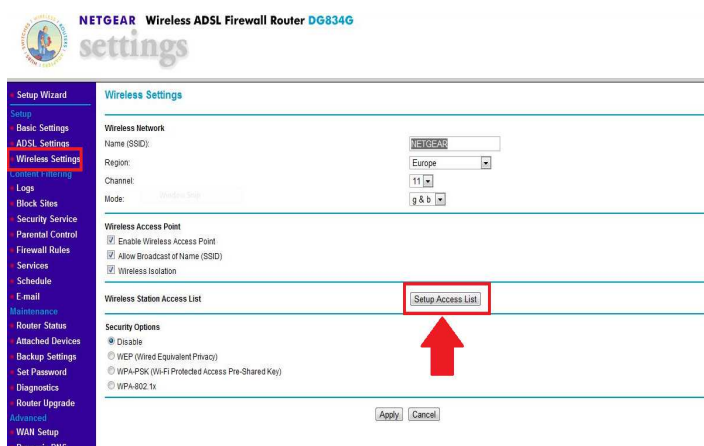 NETGEAR Wireless ADSL Firewall Router DG834G
settings
Setup Wizard
Setup
Basic Settings
ADSL Settings
Wireless Settings
Content Filtering
Logs
Block Sites
Security Service
Parental Control
Firewall Rules
Services
Schedule
E-mail
Maintenance
Router Status
Attached Devices
Backup Settings
Set Password
Diagnostics
Router Upgrade
Advanced
WAN Setup
Wireless Settings
Wireless Network
Name (SSID): NETGEAR
Region: Europe
Channel: 11
Mode: g & b
Wireless Access Point
Enable Wireless Access Point
Allow Broadcast of Name (SSID)
Wireless Isolation
Wireless Station Access List Setup Access List
Security Options
Disable
WEP (Wired Equivalent Privacy)
WPA-PSK (Wi-Fi Protected Access Pre-Shared Key)
WPA-802.1x
Apply Cancel